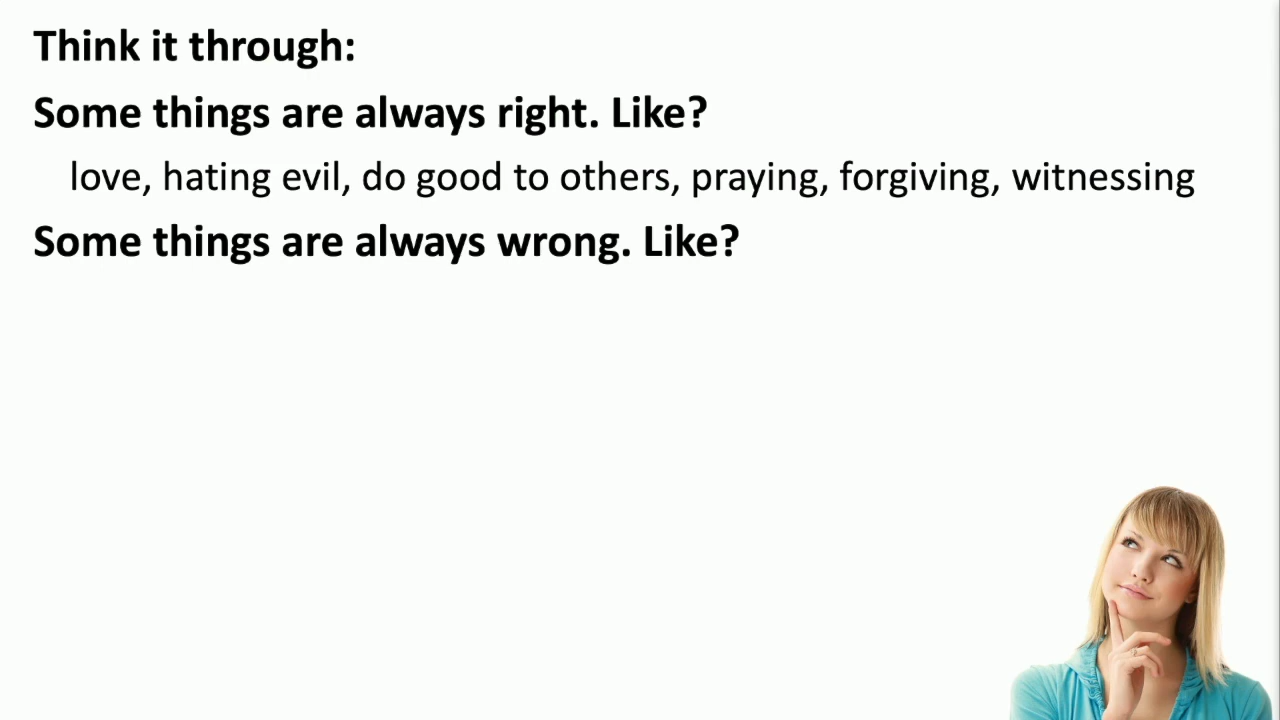 Think it through:
Some things are always right. Like?
love, hating evil, do good to others, praying, forgiving, witnessing
Some things are always wrong. Like?